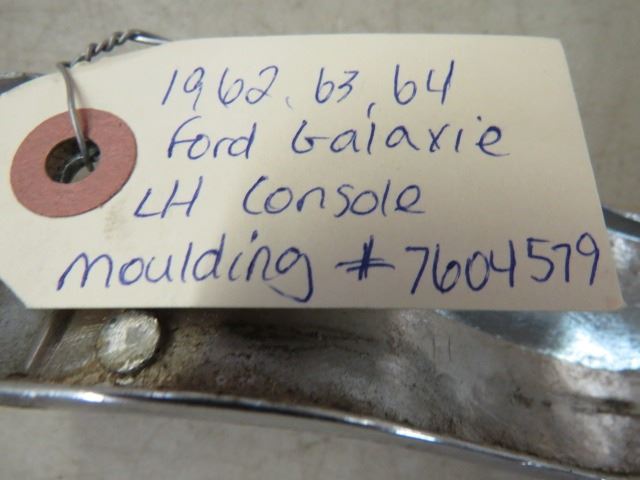 1962, 63, 64
Ford Galaxie
LH Console
Moulding #7604579